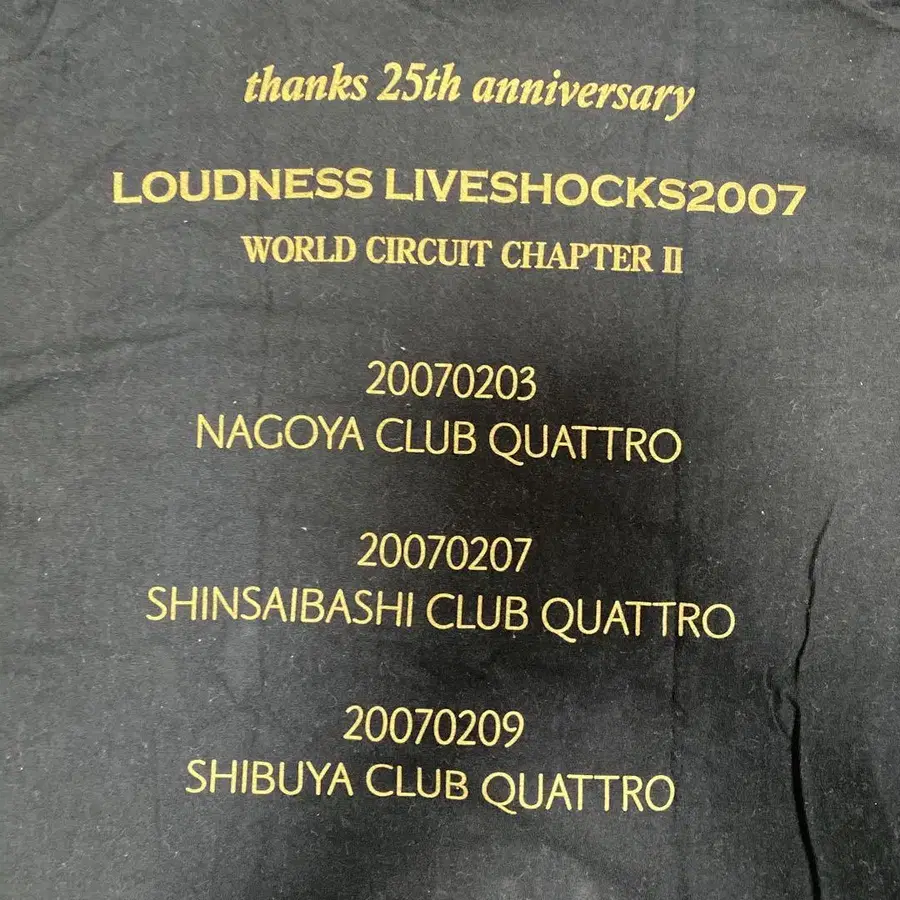 thanks 25th anniversary
LOUDNESS LIVESHOCKS2007
WORLD CIRCUIT CHAPTER II
20070203
NAGOYA CLUB QUATTRO
20070207
SHINSAIBASHI CLUB QUATTRO
20070209
SHIBUYA CLUB QUATTRO